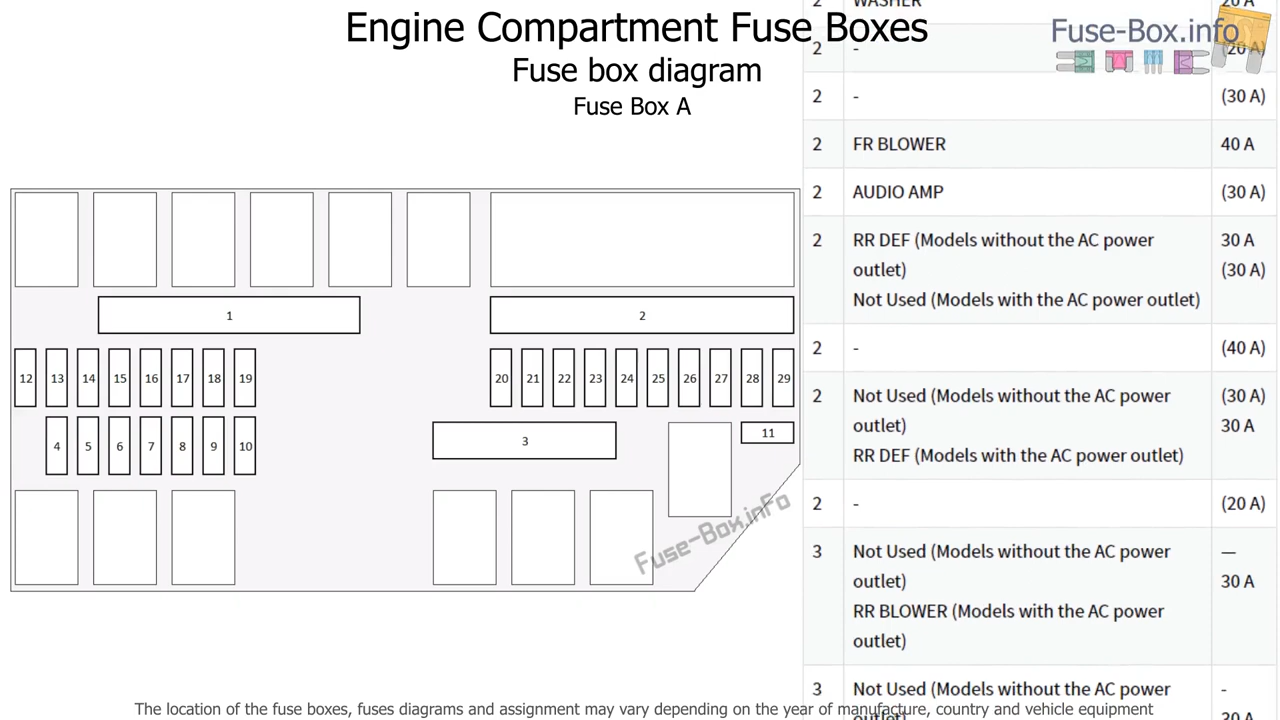 Engine Compartment Fuse Boxes
Fuse box diagram
Fuse Box A
Fuse-Box.info
1
2
12 13 14 15 16 17 18 19
20 21 22 23 24 25 26 27 28 29
4 5 6 7 8 9 10
3
11
Fuse-Box.inFo
2 WASHER 20 A
2 - (20 A)
2 - (30 A)
2 FR BLOWER 40 A
2 AUDIO AMP (30 A)
2 RR DEF (Models without the AC power 30 A
outlet) (30 A)
Not Used (Models with the AC power outlet)
2 - (40 A)
2 Not Used (Models without the AC power (30 A)
outlet) 30 A
RR DEF (Models with the AC power outlet)
2 - (20 A)
3 Not Used (Models without the AC power —
outlet) 30 A
RR BLOWER (Models with the AC power
outlet)
3 Not Used (Models without the AC power -
outlet) 30 A
The location of the fuse boxes, fuses diagrams and assignment may vary depending on the year of manufacture, country and vehicle equipment